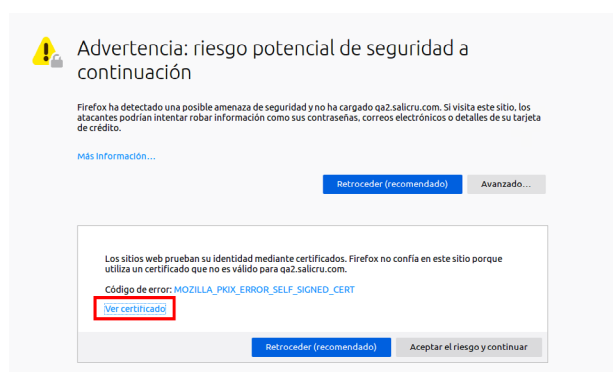 Advertencia: riesgo potencial de seguridad a
continuación
Firefox ha detectado una posible amenaza de seguridad y no ha cargado qa2.salicru.com. Si visita este sitio, los
atacantes podrían intentar robar información como sus contraseñas, correos electrónicos o detalles de su tarjeta
de crédito.
Más información...
Retroceder (recomendado) Avanzado...
Los sitios web prueban su identidad mediante certificados. Firefox no confía en este sitio porque
utiliza un certificado que no es válido para qa2.salicru.com.
Código de error: MOZILLA_PKIX_ERROR_SELF_SIGNED_CERT
Ver certificado
Retroceder (recomendado) Aceptar el riesgo y continuar